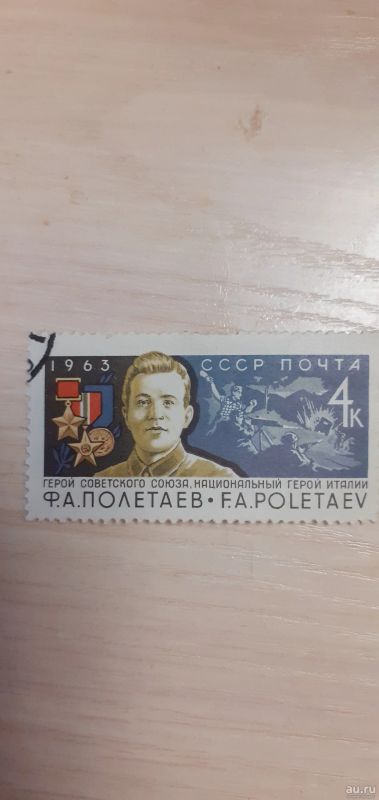 1963 СССР ПОЧТА
4К
ГЕРОЙ СОВЕТСКОГО СОЮЗА, НАЦИОНАЛЬНЫЙ ГЕРОЙ ИТАЛИИ
Ф.А.ПОЛЕТАЕВ • F.A.POLETAEV
au.ru